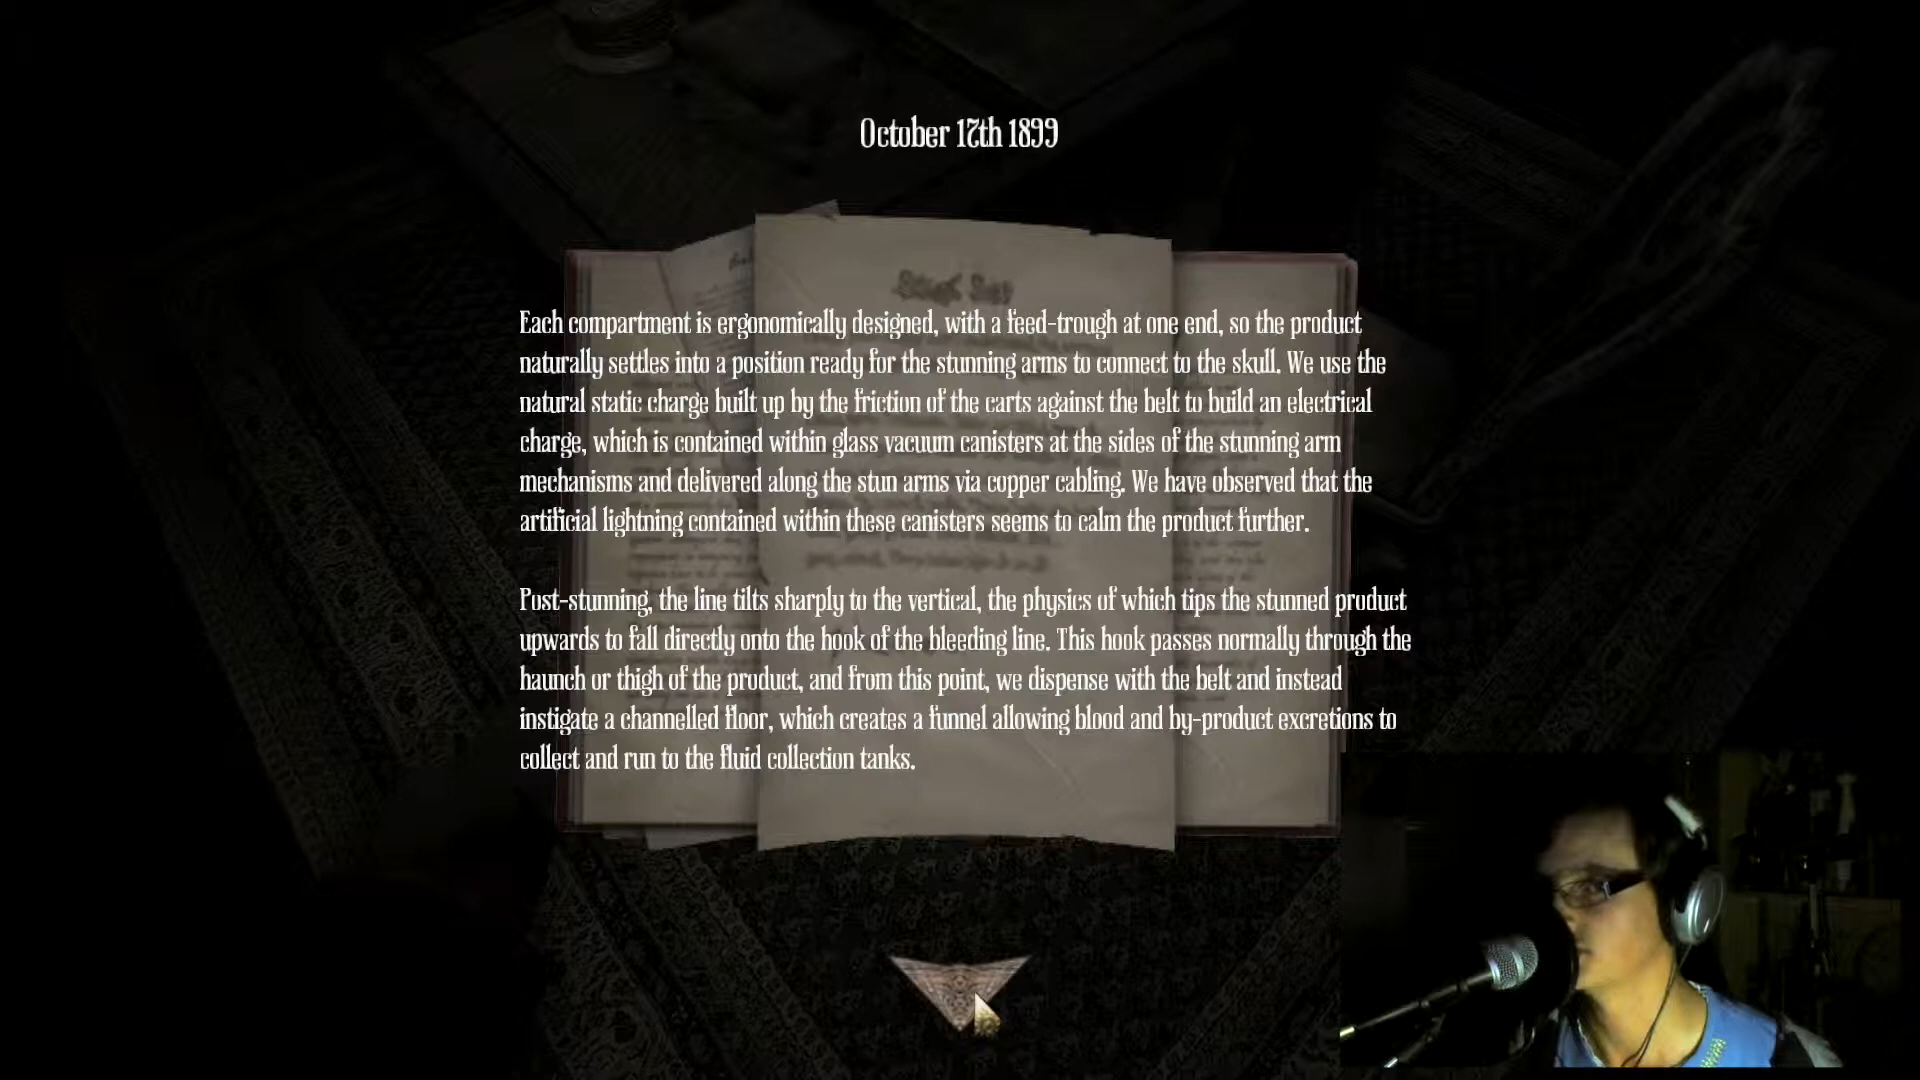 October 17th 1899
Each compartment is ergonomically designed, with a feed-trough at one end, so the product
naturally settles into a position ready for the stunning arms to connect to the skull. We use the
natural static charge built up by the friction of the carts against the belt to build an electrical
charge, which is contained within glass vacuum canisters at the sides of the stunning arm
mechanisms and delivered along the stun arms via copper cabling. We have observed that the
artificial lightning contained within these canisters seems to calm the product further.
Post-stunning, the line tilts sharply to the vertical, the physics of which tips the stunned product
upwards to fall directly onto the hook of the bleeding line. This hook passes normally through the
haunch or thigh of the product, and from this point, we dispense with the belt and instead
instigate a channelled floor, which creates a funnel allowing blood and by-product excretions to
collect and run to the fluid collection tanks.